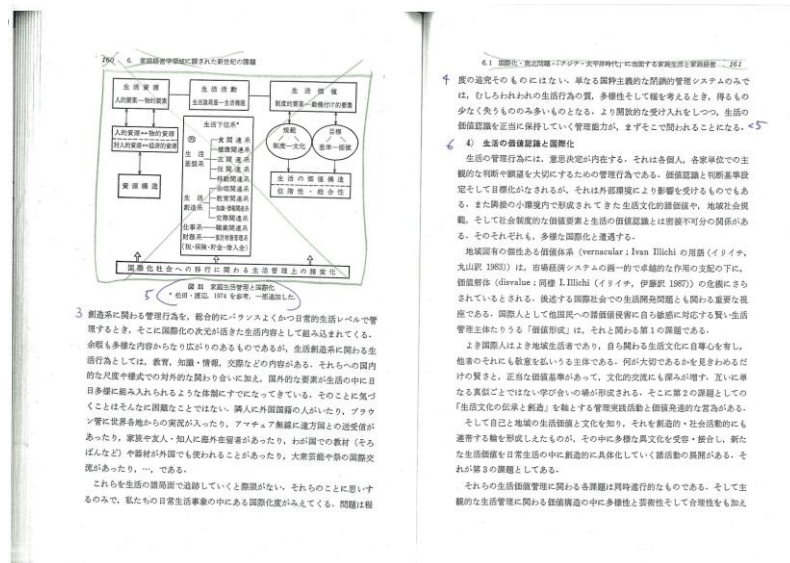 160 6. 家庭経営学領域に課された新世紀の課題
生活資源
人的要素―物的要素
生活活動
生活諸局面―生活機能
生活価値
制度的要素―動機付け的要素
人的資源↔物的資源
対人的資源↔経済的資源
資源構造
生活下位系*
生活
基盤系
食関連系
健康関連系
衣関連系
住関連系
移動関連系
生活
創造系
余暇関連系
教育関連系
知識・情報関連系
交際関連系
仕事系―職業関連系
財務系―家計財務管理系
(税・保険・貯金・借入金)
規範
制度―文化
目標
基準―価値
生活の価値構造
位階性・総合性
国際化社会への移行に関わる生活管理上の諸変化
図31 家庭生活管理と国際化
5 * 松田・渡辺, 1974 を参考, 一部追加した.
3 創造系に関わる管理行為を, 総合的にバランスよくかつ日常的生活レベルで管
理するとき, そこに国際化の次元が活きた生活内容として組み込まれてくる.
余暇も多様な内容からなり広がりのあるものであるが, 生活創造系に関わる生
活行為としては, 教育, 知識・情報, 交際などの内容がある. それらへの国内
的な尺度や様式での対外的な関わり合いに加え, 国外的な要素が生活の中に日
日多様に組み入れられるような体制にすでになってきている. そのことに気づ
くことはそんなに困難なことではない. 隣人に外国国籍の人がいたり, ブラウ
ン管に世界各地からの実況が入ったり, アマチュア無線に遠方国との送受信が
あったり, 家族や友人・知人に海外在留者があったり, わが国での教材(そろ
ばんなど)や器材が外国でも使われることがあったり, 大衆芸能や祭の国際交
流があったり, …, である.
これらを生活の諸局面で追跡していくと際限がない. それらのことに思いす
るのみで, 私たちの日常生活事象の中にある国際化度がみえてくる. 問題は程
6.1 国際化・南北問題・「アジア・太平洋時代」に当面する家庭生活と家庭経営 161
4 度の追究そのものにはない. 単なる国粋主義的な閉鎖的管理システムのみで
は, むしろわれわれの生活行為の質, 多様性そして幅を考えるとき, 得るもの
少なく失うもののみ多いものとなる. より開放的な受け入れをしつつ, 生活の
価値認識を正当に保持していく管理能力が, まずそこで問われることになる. <5
6 4) 生活の価値認識と国際化
生活の管理行為には, 意思決定が内在する. それは各個人, 各家単位での主
観的な判断や願望を大切にするための管理行為である. 価値認識と判断基準設
定そして目標化がなされるが, それは外部環境により影響を受けるものでもあ
る. また隣接の小環境内で形成されてきた生活文化的諸価値や, 地域社会規
範, そして社会制度的な価値要素と生活の価値認識とは密接不可分の関係があ
る. そのそれぞれも, 多様な国際化と遭遇する.
地域固有の個性ある価値体系 (vernacular ; Ivan Illichi の用語 (イリイチ,
丸山訳 1983)) は, 市場経済システムの画一的で卓越的な作用の支配の下に,
価値解体 (disvalue ; 同様 I. Illichi (イリイチ, 伊藤訳 1987)) の危機にさら
されているとされる. 後述する国際社会での生活開発問題とも関わる重要な視
座である. 国際人として他国民への諸価値侵害に自ら敏感に対応する賢い生活
管理主体たりうる「価値形成」は, それと関わる第1の課題である.
よき国際人はよき地域生活者であり, 自ら関わる生活文化に自尊心を有し,
他者のそれにも敬意を払いうる主体である. 何が大切であるかを見きわめるだ
けの賢さと, 正当な価値基準があって, 文化的交流にも深みが増す. 互いに単
なる真似ごとではない学び合いの場が形成される. そこに第2の課題としての
「生活文化の伝承と創造」を軸とする管理実践活動と価値発達的な営為がある.
そして自己と地域の生活価値と文化を知り, それを創造的・社会活動的にも
連帯する輪を形成しえたものが, その中に多様な異文化を受容・接合し, 新た
な生活価値を日常生活の中に創造的に具体化していく諸活動の展開がある. そ
れが第3の課題としてある.
それらの生活価値管理に関わる各課題は同時進行的なものである. そして主
観的な生活管理に関わる価値構造の中に多様性と芸術性そして合理性をも加え